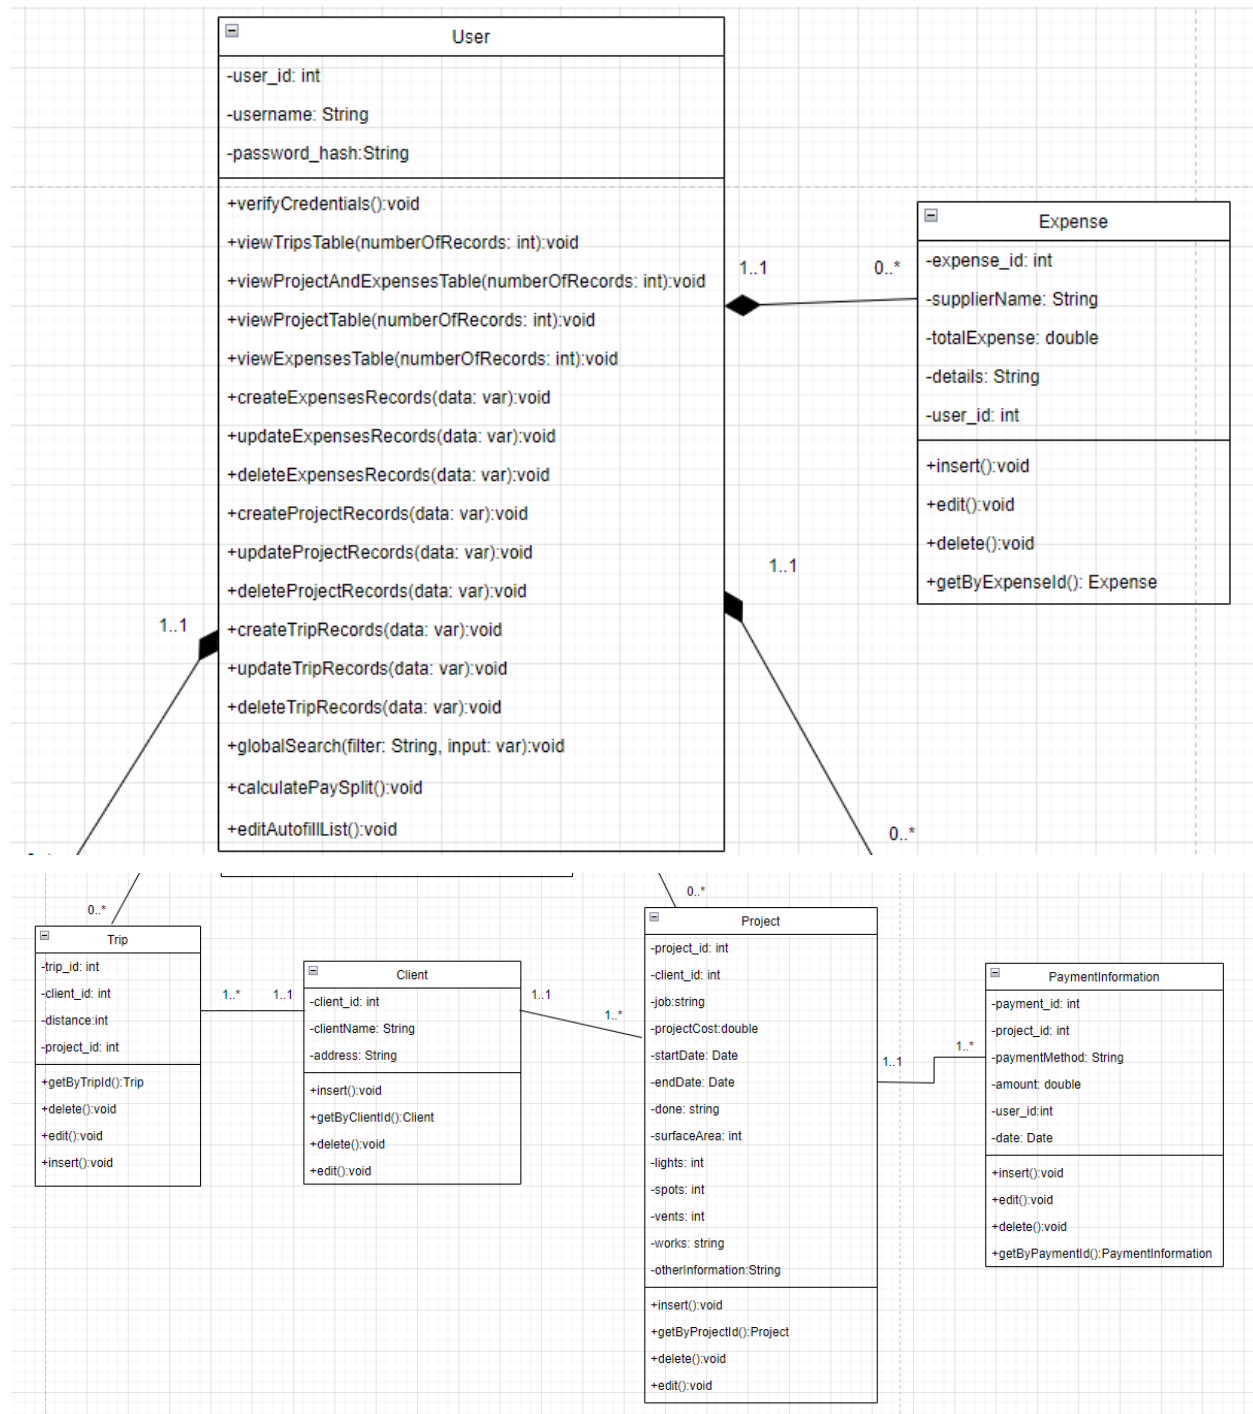 User
-user_id: int
-username: String
-password_hash:String
+verifyCredentials():void
+viewTripsTable(numberOfRecords: int):void
+viewProjectAndExpensesTable(numberOfRecords: int):void
+viewProjectTable(numberOfRecords: int):void
+viewExpensesTable(numberOfRecords: int):void
+createExpensesRecords(data: var):void
+updateExpensesRecords(data: var):void
+deleteExpensesRecords(data: var):void
+createProjectRecords(data: var):void
+updateProjectRecords(data: var):void
+deleteProjectRecords(data: var):void
+createTripRecords(data: var):void
+updateTripRecords(data: var):void
+deleteTripRecords(data: var):void
+globalSearch(filter: String, input: var):void
+calculatePaySplit():void
+editAutofillList():void
1..1
0..*
Expense
-expense_id: int
-supplierName: String
-totalExpense: double
-details: String
-user_id: int
+insert():void
+edit():void
+delete():void
+getByExpenseId(): Expense
1..1
1..1
0..*
0..*
0..*
Trip
-trip_id: int
-client_id: int
-distance:int
-project_id: int
+getByTripId():Trip
+delete():void
+edit():void
+insert():void
1..*
1..1
Client
-client_id: int
-clientName: String
-address: String
+insert():void
+getByClientId():Client
+delete():void
+edit():void
1..1
1..*
Project
-project_id: int
-client_id: int
-job:string
-projectCost:double
-startDate: Date
-endDate: Date
-done: string
-surfaceArea: int
-lights: int
-spots: int
-vents: int
-works: string
-otherInformation:String
+insert():void
+getByProjectId():Project
+delete():void
+edit():void
1..1
1..*
PaymentInformation
-payment_id: int
-project_id: int
-paymentMethod: String
-amount: double
-user_id:int
-date: Date
+insert():void
+edit():void
+delete():void
+getByPaymentId():PaymentInformation